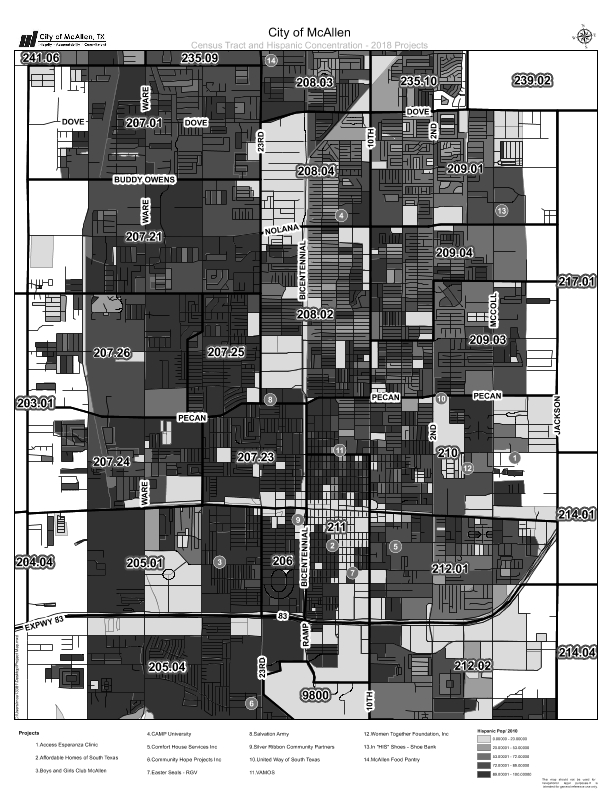 City of McAllen
Census Tract and Hispanic Concentration - 2018 Projects
City of McAllen, TX
Integrity - Accountability - Commitment
241.06
235.09
14
208.03
235.10
239.02
WARE
DOVE
DOVE
207.01
DOVE
2ND
10TH
23RD
BUDDY OWENS
208.04
209.01
WARE
4
13
NOLANA
207.21
209.04
BICENTENNIAL
217.01
MCCOLL
208.02
209.03
207.26
207.25
203.01
8
PECAN
10
PECAN
PECAN
JACKSON
2ND
207.24
207.23
11
210
1
12
WARE
9
211
214.01
204.04
205.01
3
206
BICENTENNIAL
2
5
7
212.01
EXPWY 83
83
RAMP
214.04
205.04
23RD
212.02
9800
10TH
6
Projects
1.Access Esperanza Clinic
2.Affordable Homes of South Texas
3.Boys and Girls Club McAllen
4.CAMP University
5.Comfort House Services Inc
6.Community Hope Projects Inc
7.Easter Seals - RGV
8.Salvation Army
9.Silver Ribbon Community Partners
10.United Way of South Texas
11.VAMOS
12.Women Together Foundation, Inc
13.In "HIS" Shoes - Shoe Bank
14.McAllen Food Pantry
Hispanic Pop/ 2010